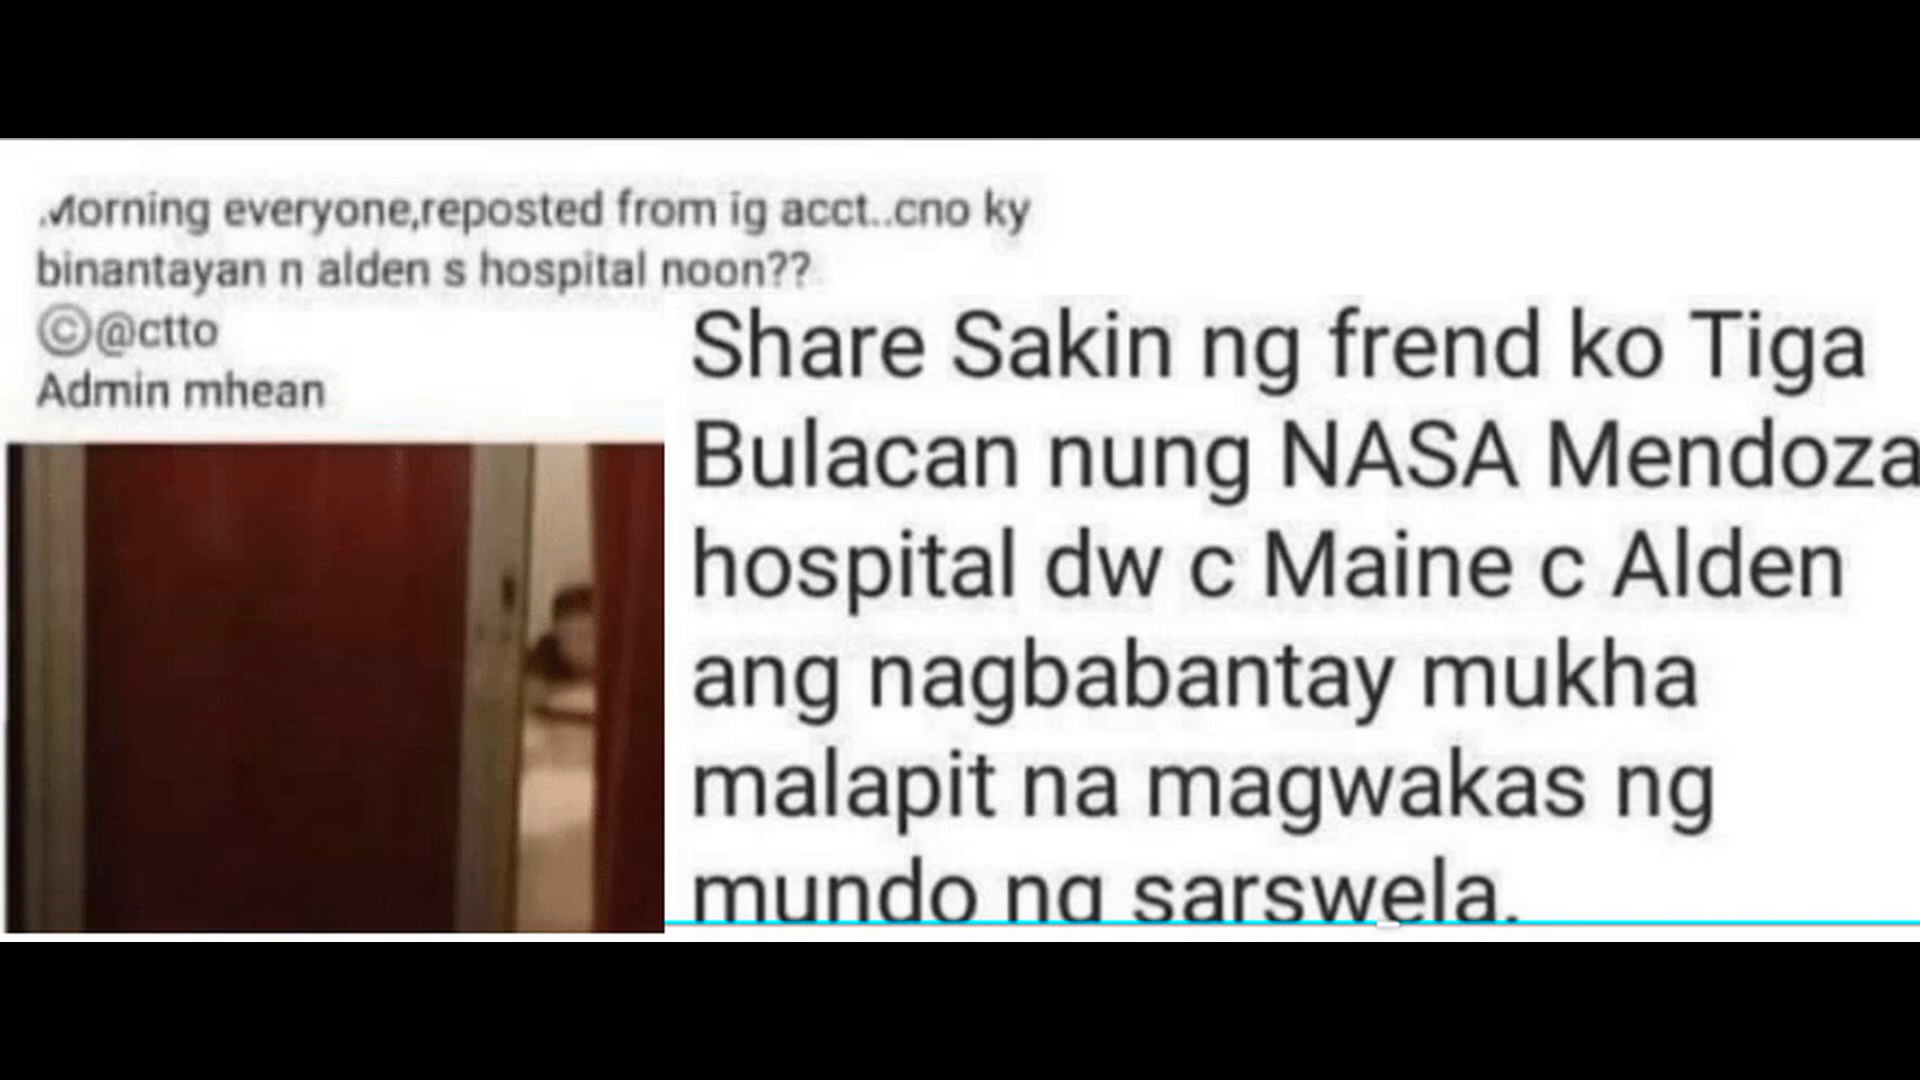 Morning everyone,reposted from ig acct..cno ky
binantayan n alden s hospital noon??
©@ctto
Admin mhean
Share Sakin ng frend ko Tiga
Bulacan nung NASA Mendoza
hospital dw c Maine c Alden
ang nagbabantay mukha
malapit na magwakas ng
mundo ng sarswela.